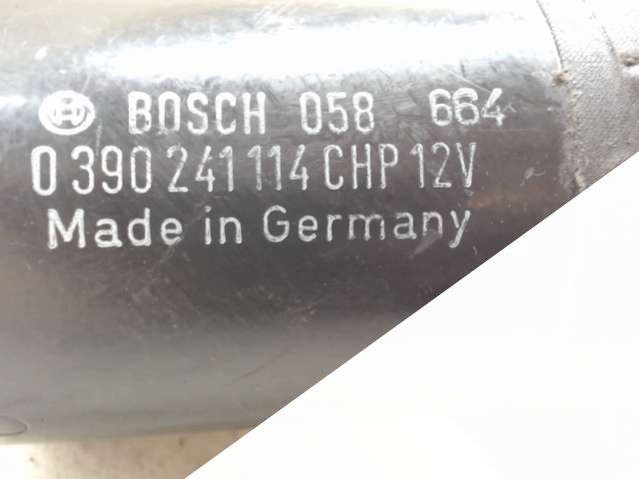 BOSCH 058 664
0 390 241 114 CHP 12V
Made in Germany